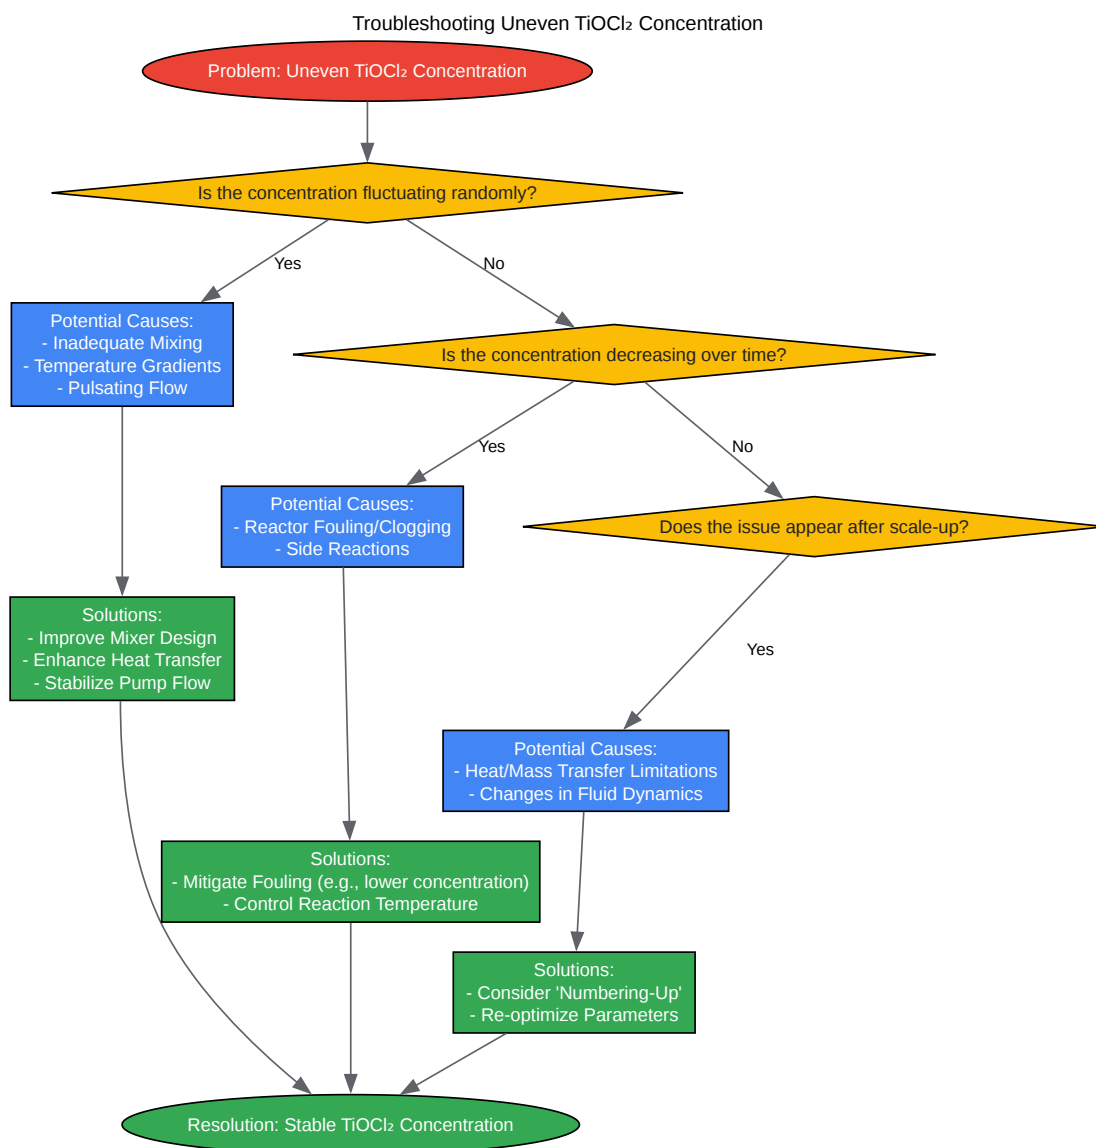 Troubleshooting Uneven TiOCl₂ Concentration
Problem: Uneven TiOCl₂ Concentration
Is the concentration fluctuating randomly?
Yes
No
Potential Causes:
- Inadequate Mixing
- Temperature Gradients
- Pulsating Flow
Is the concentration decreasing over time?
Yes
No
Potential Causes:
- Reactor Fouling/Clogging
- Side Reactions
Does the issue appear after scale-up?
Solutions:
- Improve Mixer Design
- Enhance Heat Transfer
- Stabilize Pump Flow
Yes
Potential Causes:
- Heat/Mass Transfer Limitations
- Changes in Fluid Dynamics
Solutions:
- Mitigate Fouling (e.g., lower concentration)
- Control Reaction Temperature
Solutions:
- Consider 'Numbering-Up'
- Re-optimize Parameters
Resolution: Stable TiOCl₂ Concentration